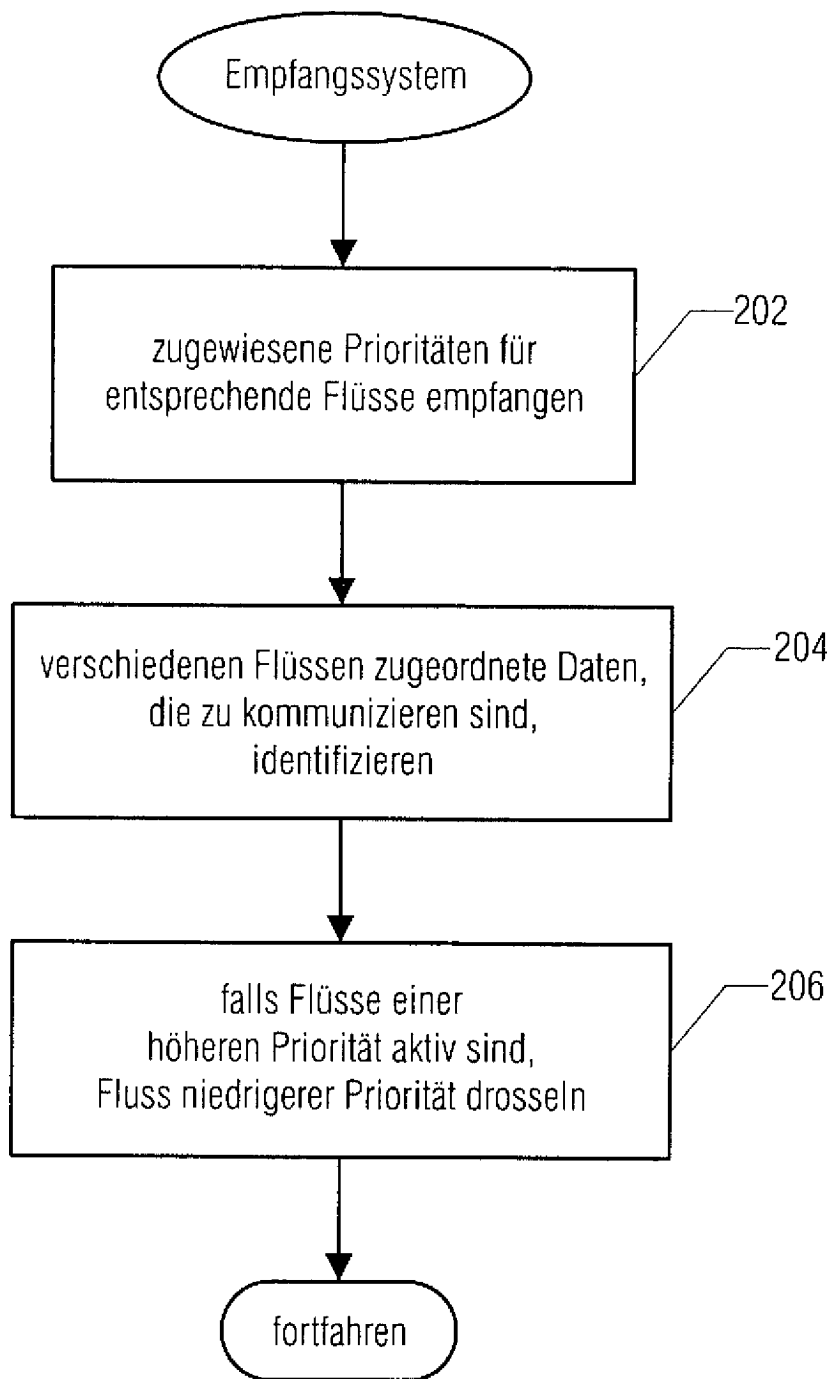 Empfangssystem
zugewiesene Prioritäten für
entsprechende Flüsse empfangen
202
verschiedenen Flüssen zugeordnete Daten,
die zu kommunizieren sind,
identifizieren
204
falls Flüsse einer
höheren Priorität aktiv sind,
Fluss niedrigerer Priorität drosseln
206
fortfahren